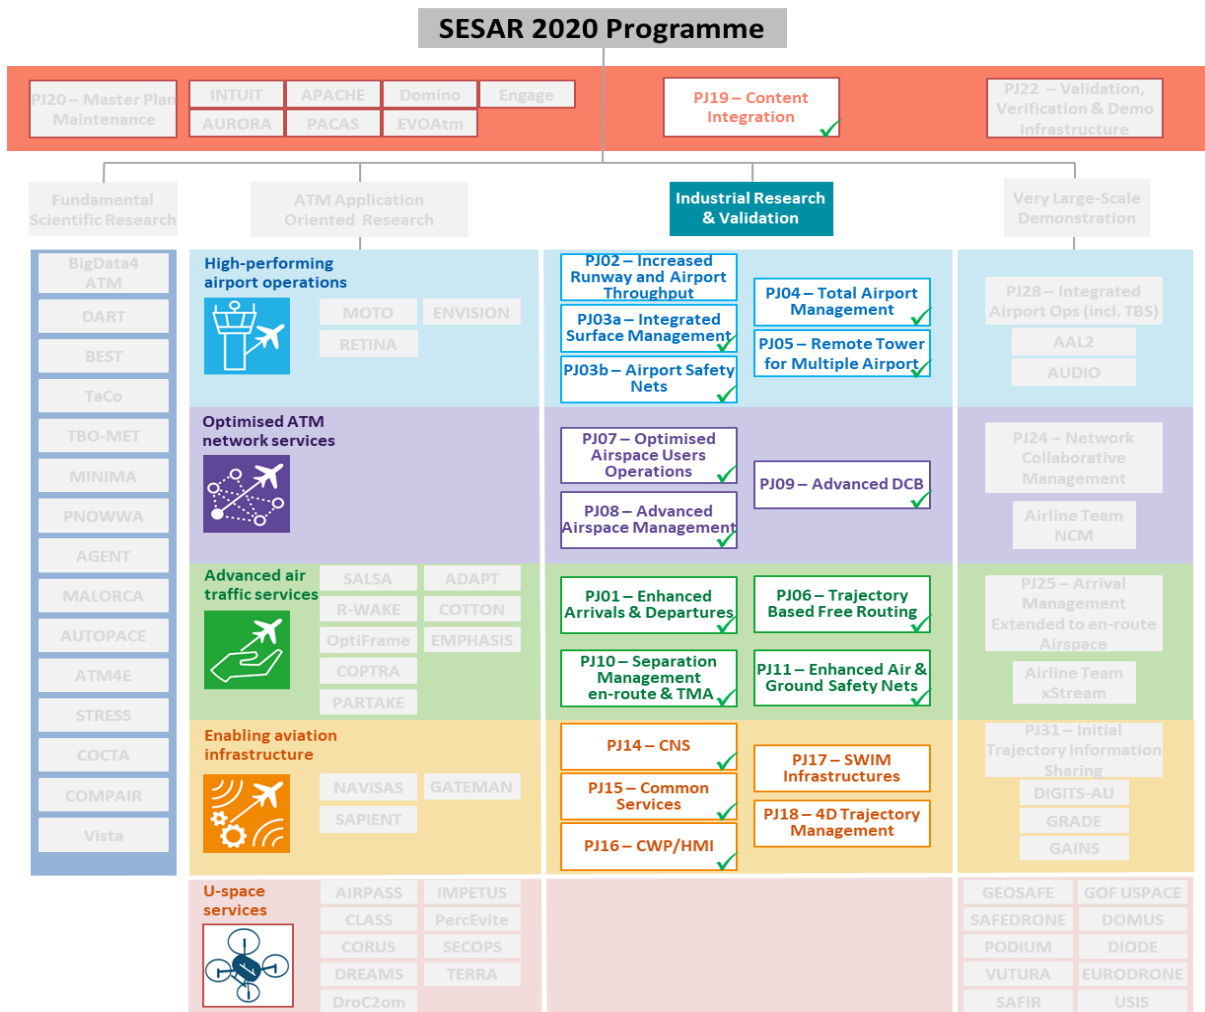 SESAR 2020 Programme
PJ20 – Master Plan
Maintenance
INTUIT
APACHE
Domino
Engage
AURORA
PACAS
EVOAtm
PJ19 – Content
Integration
PJ22 – Validation,
Verification & Demo
Infrastructure
Fundamental
Scientific Research
ATM Application
Oriented Research
Industrial Research
& Validation
Very Large-Scale
Demonstration
BigData4
ATM
DART
BEST
TaCo
TBO-MET
MINIMA
PNOWWA
AGENT
MALORCA
AUTOPACE
ATM4E
STRESS
COCTA
COMPAIR
Vista
High-performing
airport operations
MOTO
ENVISION
RETINA
PJ02 – Increased
Runway and Airport
Throughput
PJ03a – Integrated
Surface Management
PJ03b – Airport Safety
Nets
PJ04 – Total Airport
Management
PJ05 – Remote Tower
for Multiple Airport
PJ28 – Integrated
Airport Ops (incl. TBS)
AAL2
AUDIO
Optimised ATM
network services
PJ07 – Optimised
Airspace Users
Operations
PJ08 – Advanced
Airspace Management
PJ09 – Advanced DCB
PJ24 – Network
Collaborative
Management
Airline Team
NCM
Advanced air
traffic services
SALSA
ADAPT
R-WAKE
COTTON
OptiFrame
EMPHASIS
COPTRA
PARTAKE
PJ01 – Enhanced
Arrivals & Departures
PJ10 – Separation
Management
en-route & TMA
PJ06 – Trajectory
Based Free Routing
PJ11 – Enhanced Air &
Ground Safety Nets
PJ25 – Arrival
Management
Extended to en-route
Airspace
Airline Team
xStream
Enabling aviation
infrastructure
NAVISAS
GATEMAN
SAPIENT
PJ14 – CNS
PJ15 – Common
Services
PJ16 – CWP/HMI
PJ17 – SWIM
Infrastructures
PJ18 – 4D Trajectory
Management
PJ31 – Initial
Trajectory Information
Sharing
DIGITS-AU
GRADE
GAINS
U-space
services
AIRPASS
IMPETUS
CLASS
PercEvite
CORUS
SECOPS
DREAMS
TERRA
DroC2om
GEOSAFE
GOF USPACE
SAFEDRONE
DOMUS
PODIUM
DIODE
VUTURA
EURODRONE
SAFIR
USIS